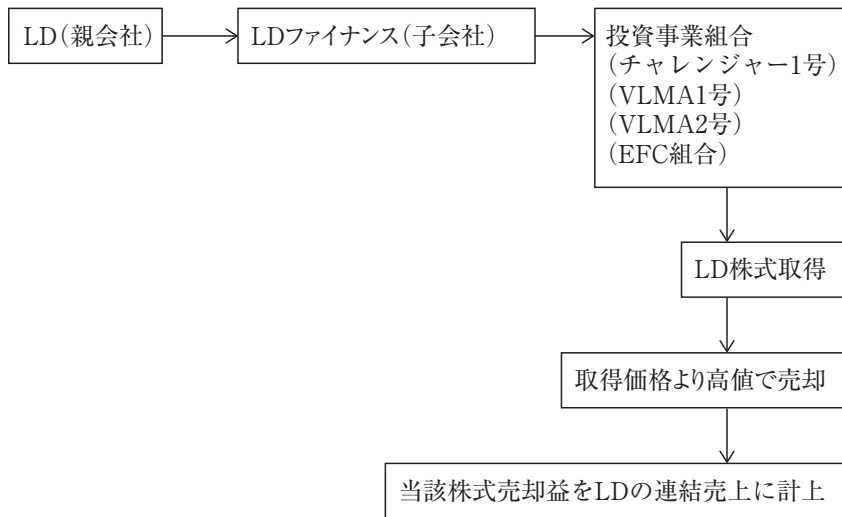 LD(親会社)
LDファイナンス(子会社)
投資事業組合
(チャレンジャー1号)
(VLMA1号)
(VLMA2号)
(EFC組合)
LD株式取得
取得価格より高値で売却
当該株式売却益をLDの連結売上に計上